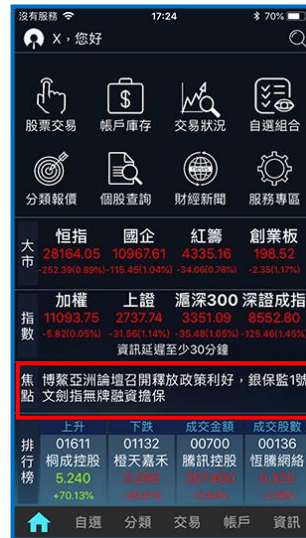 沒有服務 17:24 70%
X，您好
股票交易 帳戶庫存 交易狀況 自選組合
分類報價 個股查詢 財經新聞 服務專區
大市
恒指 國企 紅籌 創業板
28164.05 10967.61 4335.16 198.52
-252.39(0.89%) -115.45(1.04%) -34.06(0.78%) -2.35(1.17%)
指數
加權 上證 滬深300 深證成指
11093.75 2737.74 3351.09 8552.80
-5.82(0.05%) -31.56(1.14%) -35.48(1.05%) -125.46(1.45%)
資訊延遲至少30分鐘
焦點
博鰲亞洲論壇召開釋放政策利好，銀保監1號
文劍指無牌融資擔保
排行榜
上升 下跌 成交金額 成交股數
01611 01132 00700 00136
桐成控股 橙天嘉禾 騰訊控股 恆騰網絡
5.240
+70.13%
自選 分類 交易 帳戶 資訊